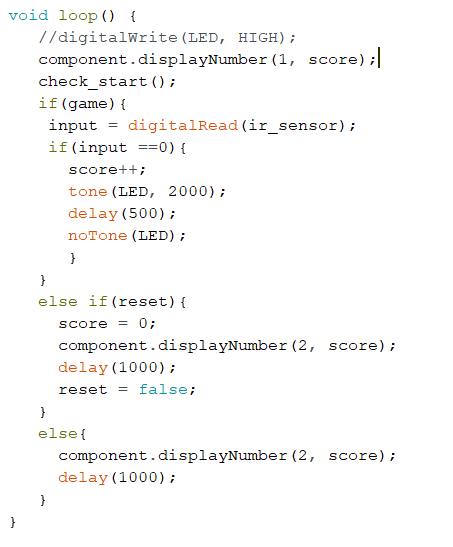 void loop() {
//digitalWrite(LED, HIGH);
component.displayNumber(1, score);
check_start();
if(game){
input = digitalRead(ir_sensor);
if(input ==0){
score++;
tone(LED, 2000);
delay(500);
noTone(LED);
}
}
else if(reset){
score = 0;
component.displayNumber(2, score);
delay(1000);
reset = false;
}
else{
component.displayNumber(2, score);
delay(1000);
}
}